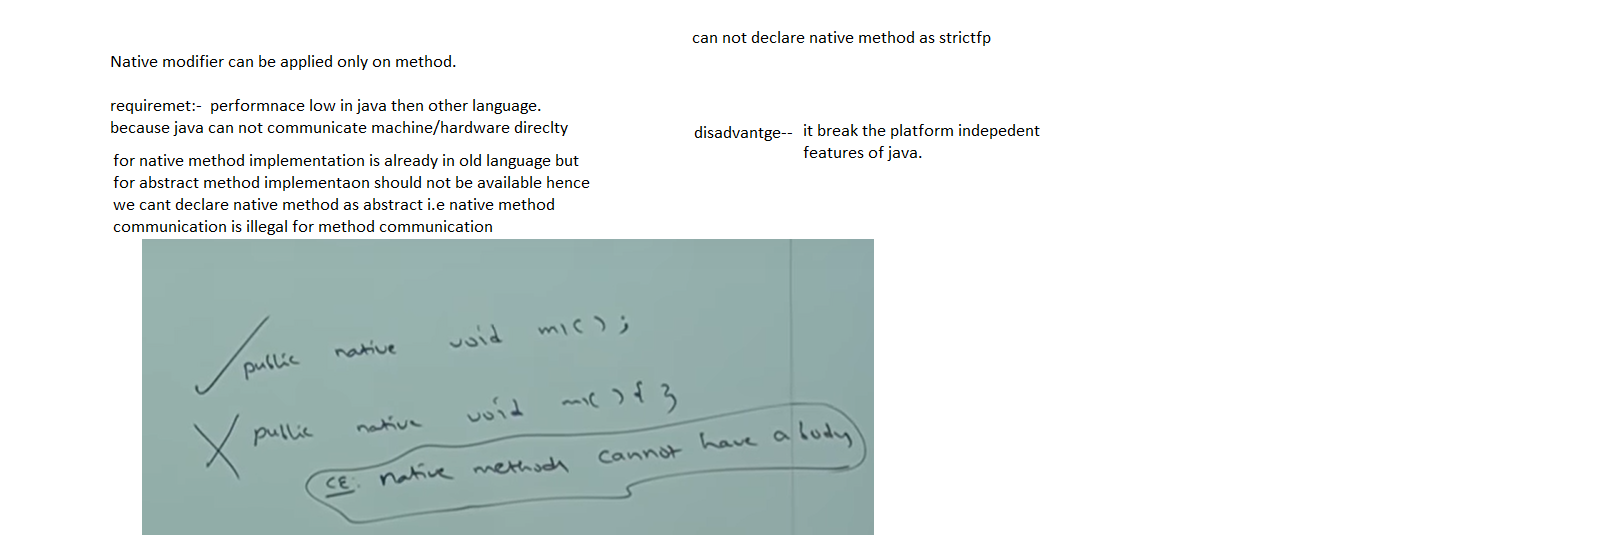 can not declare native method as strictfp
Native modifier can be applied only on method.
requiremet:-  performnace low in java then other language.
because java can not communicate machine/hardware direclty
disadvantge--  it break the platform indepedent
features of java.
for native method implementation is already in old language but
for abstract method implementaon should not be available hence
we cant declare native method as abstract i.e native method
communication is illegal for method communication
public native void m1();
public native void m1(){ }
CE: native methods cannot have a body